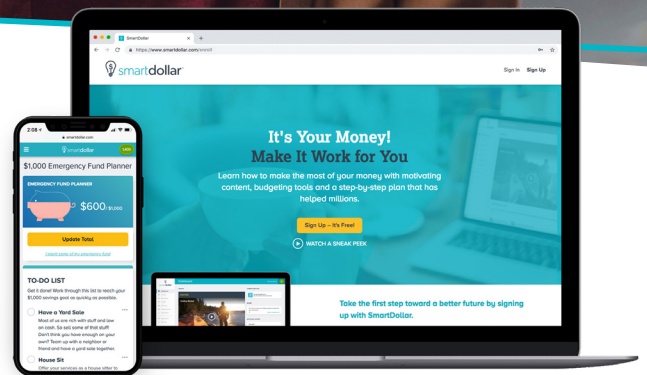 SmartDollar
https://www.smartdollar.com/enroll
smartdollar
Sign In Sign Up
It's Your Money!
Make It Work for You
Learn how to make the most of your money with motivating
content, budgeting tools and a step-by-step plan that has
helped millions.
Sign Up – It's Free!
WATCH A SNEAK PEEK
Take the first step toward a better future by signing
up with SmartDollar.
2:08
smartdollar.com
smartdollar
$1,000 Emergency Fund Planner
EMERGENCY FUND PLANNER
$600/$1,000
Update Total
I spent some of my emergency fund
TO-DO LIST
Get it done! Work through this list to reach your
$1,000 savings goal as quickly as possible.
Have a Yard Sale
Most of us are rich with stuff and low
on cash. So sell some of that stuff!
Don't think you have enough on your
own? Team up with a neighbor or
friend and have a yard sale together.
House Sit
Offer your services as a house sitter to